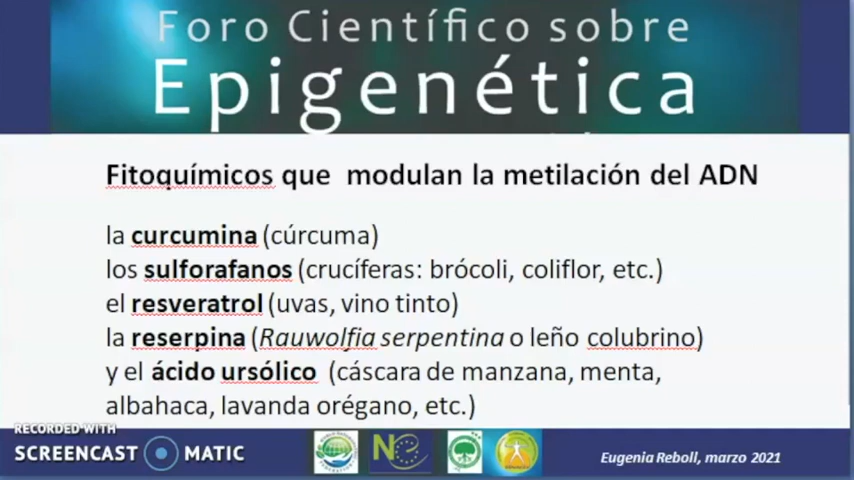 Foro Científico sobre
Epigenética
Fitoquímicos que modulan la metilación del ADN
la curcumina (cúrcuma)
los sulforafanos (crucíferas: brócoli, coliflor, etc.)
el resveratrol (uvas, vino tinto)
la reserpina (Rauwolfia serpentina o leño colubrino)
y el ácido ursólico (cáscara de manzana, menta,
albahaca, lavanda orégano, etc.)
RECORDED WITH
SCREENCAST MATIC
Eugenia Reboll, marzo 2021